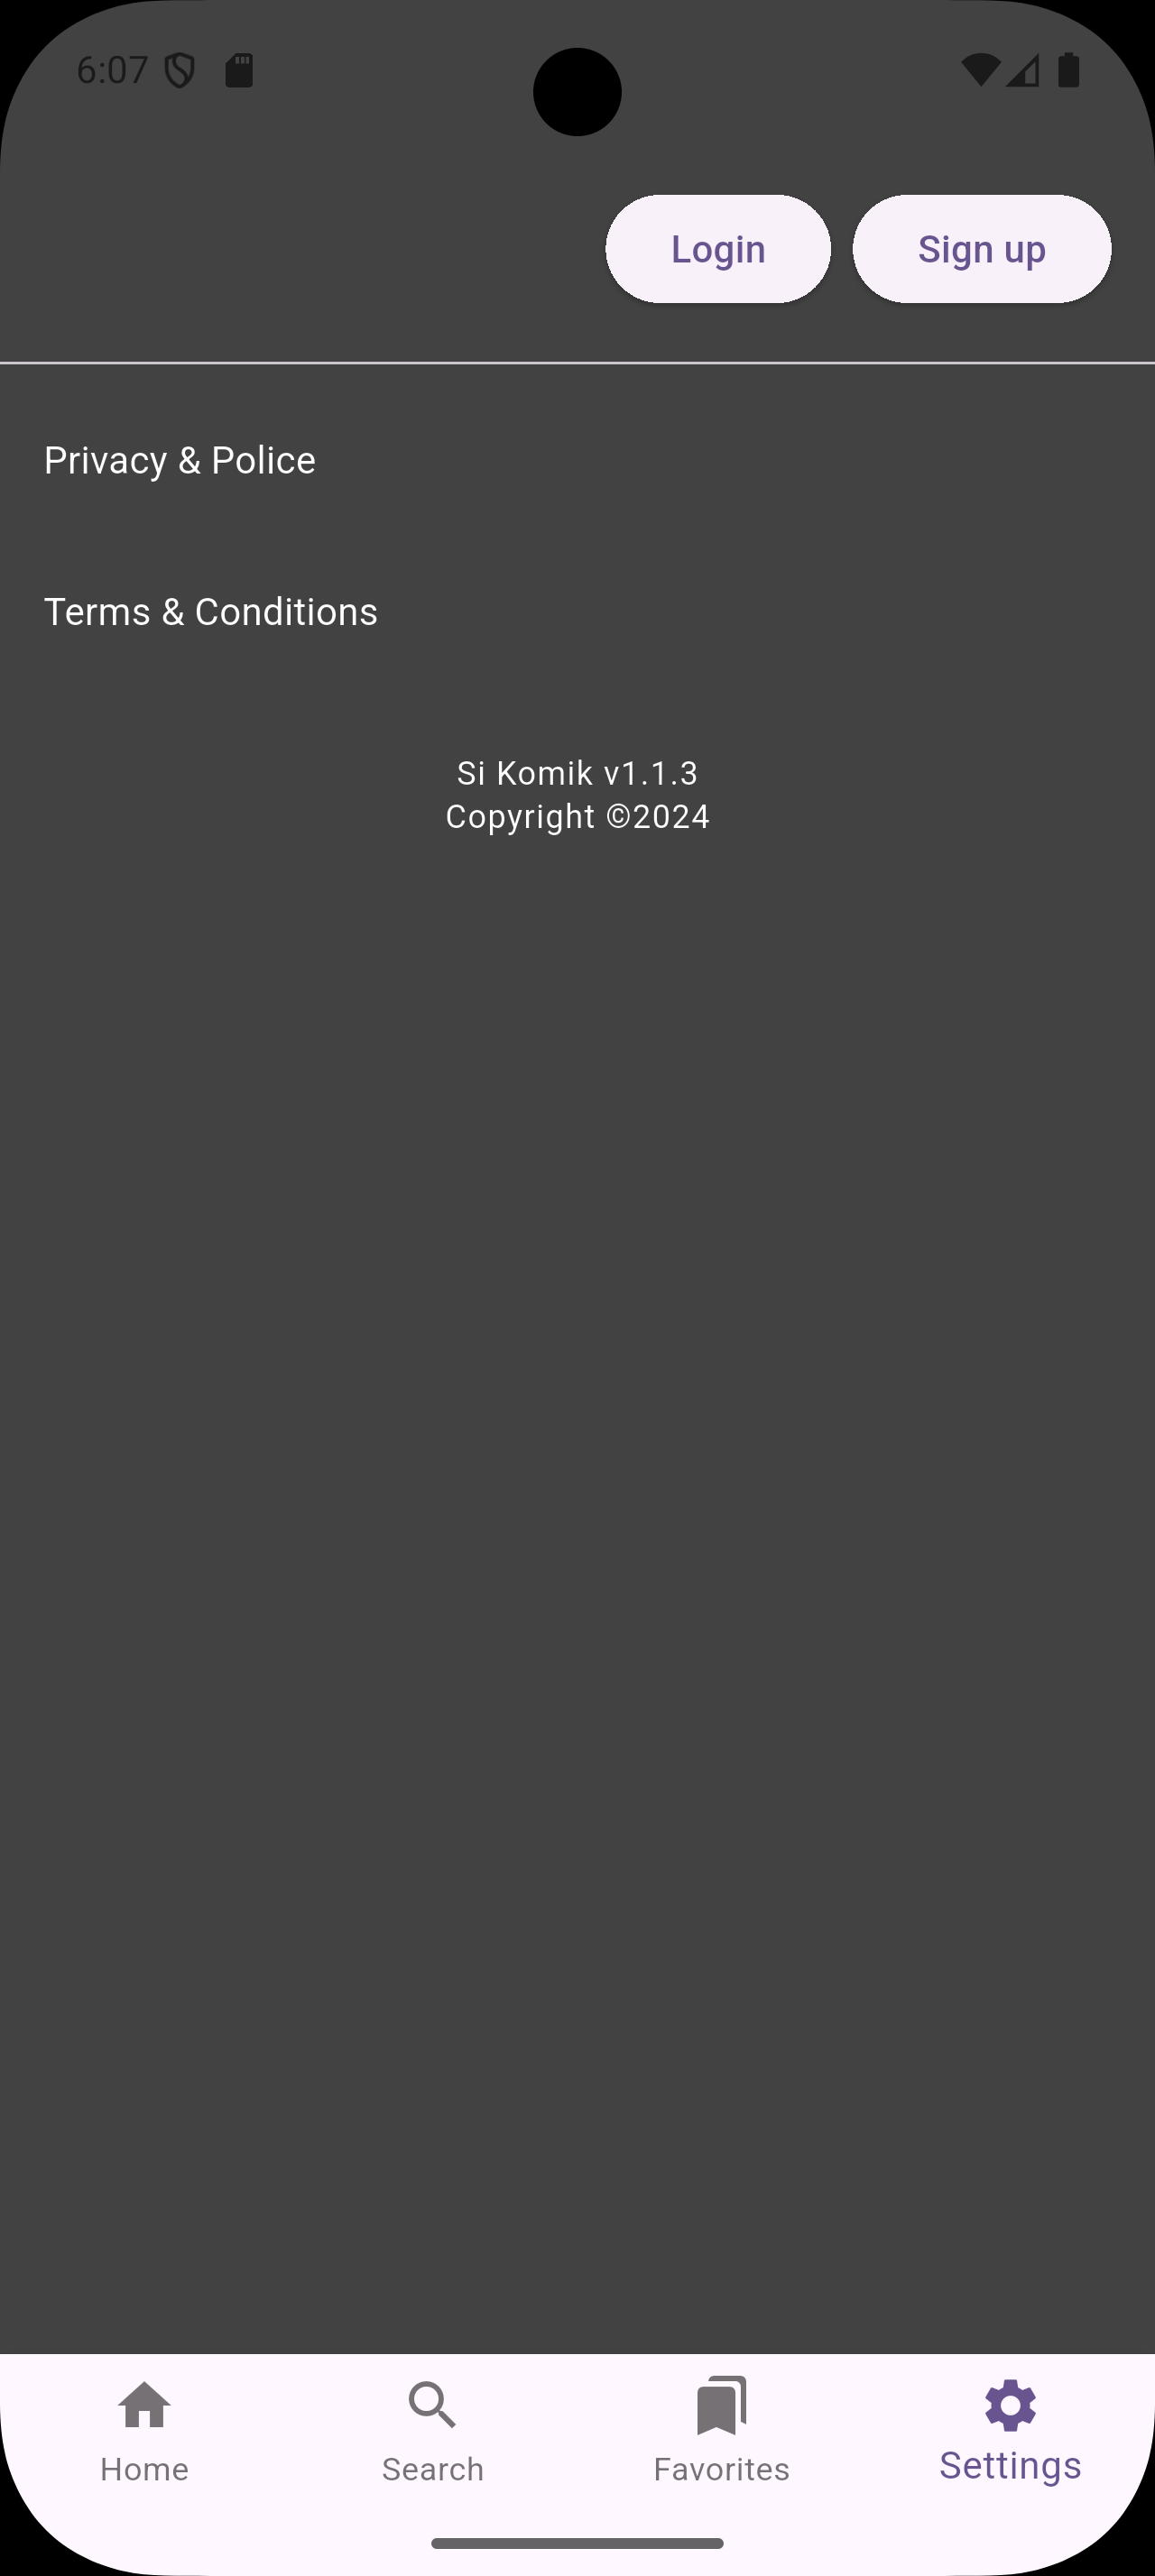 6:07
Login Sign up
Privacy & Police
Terms & Conditions
Si Komik v1.1.3
Copyright ©2024
Home Search Favorites Settings